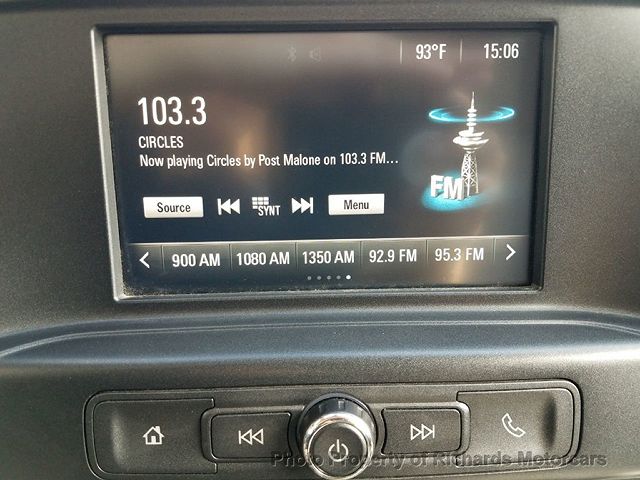 93°F 15:06
103.3
CIRCLES
Now playing Circles by Post Malone on 103.3 FM...
FM
Source SYNT Menu
900 AM 1080 AM 1350 AM 92.9 FM 95.3 FM
Photo Property of Richards Motorcars